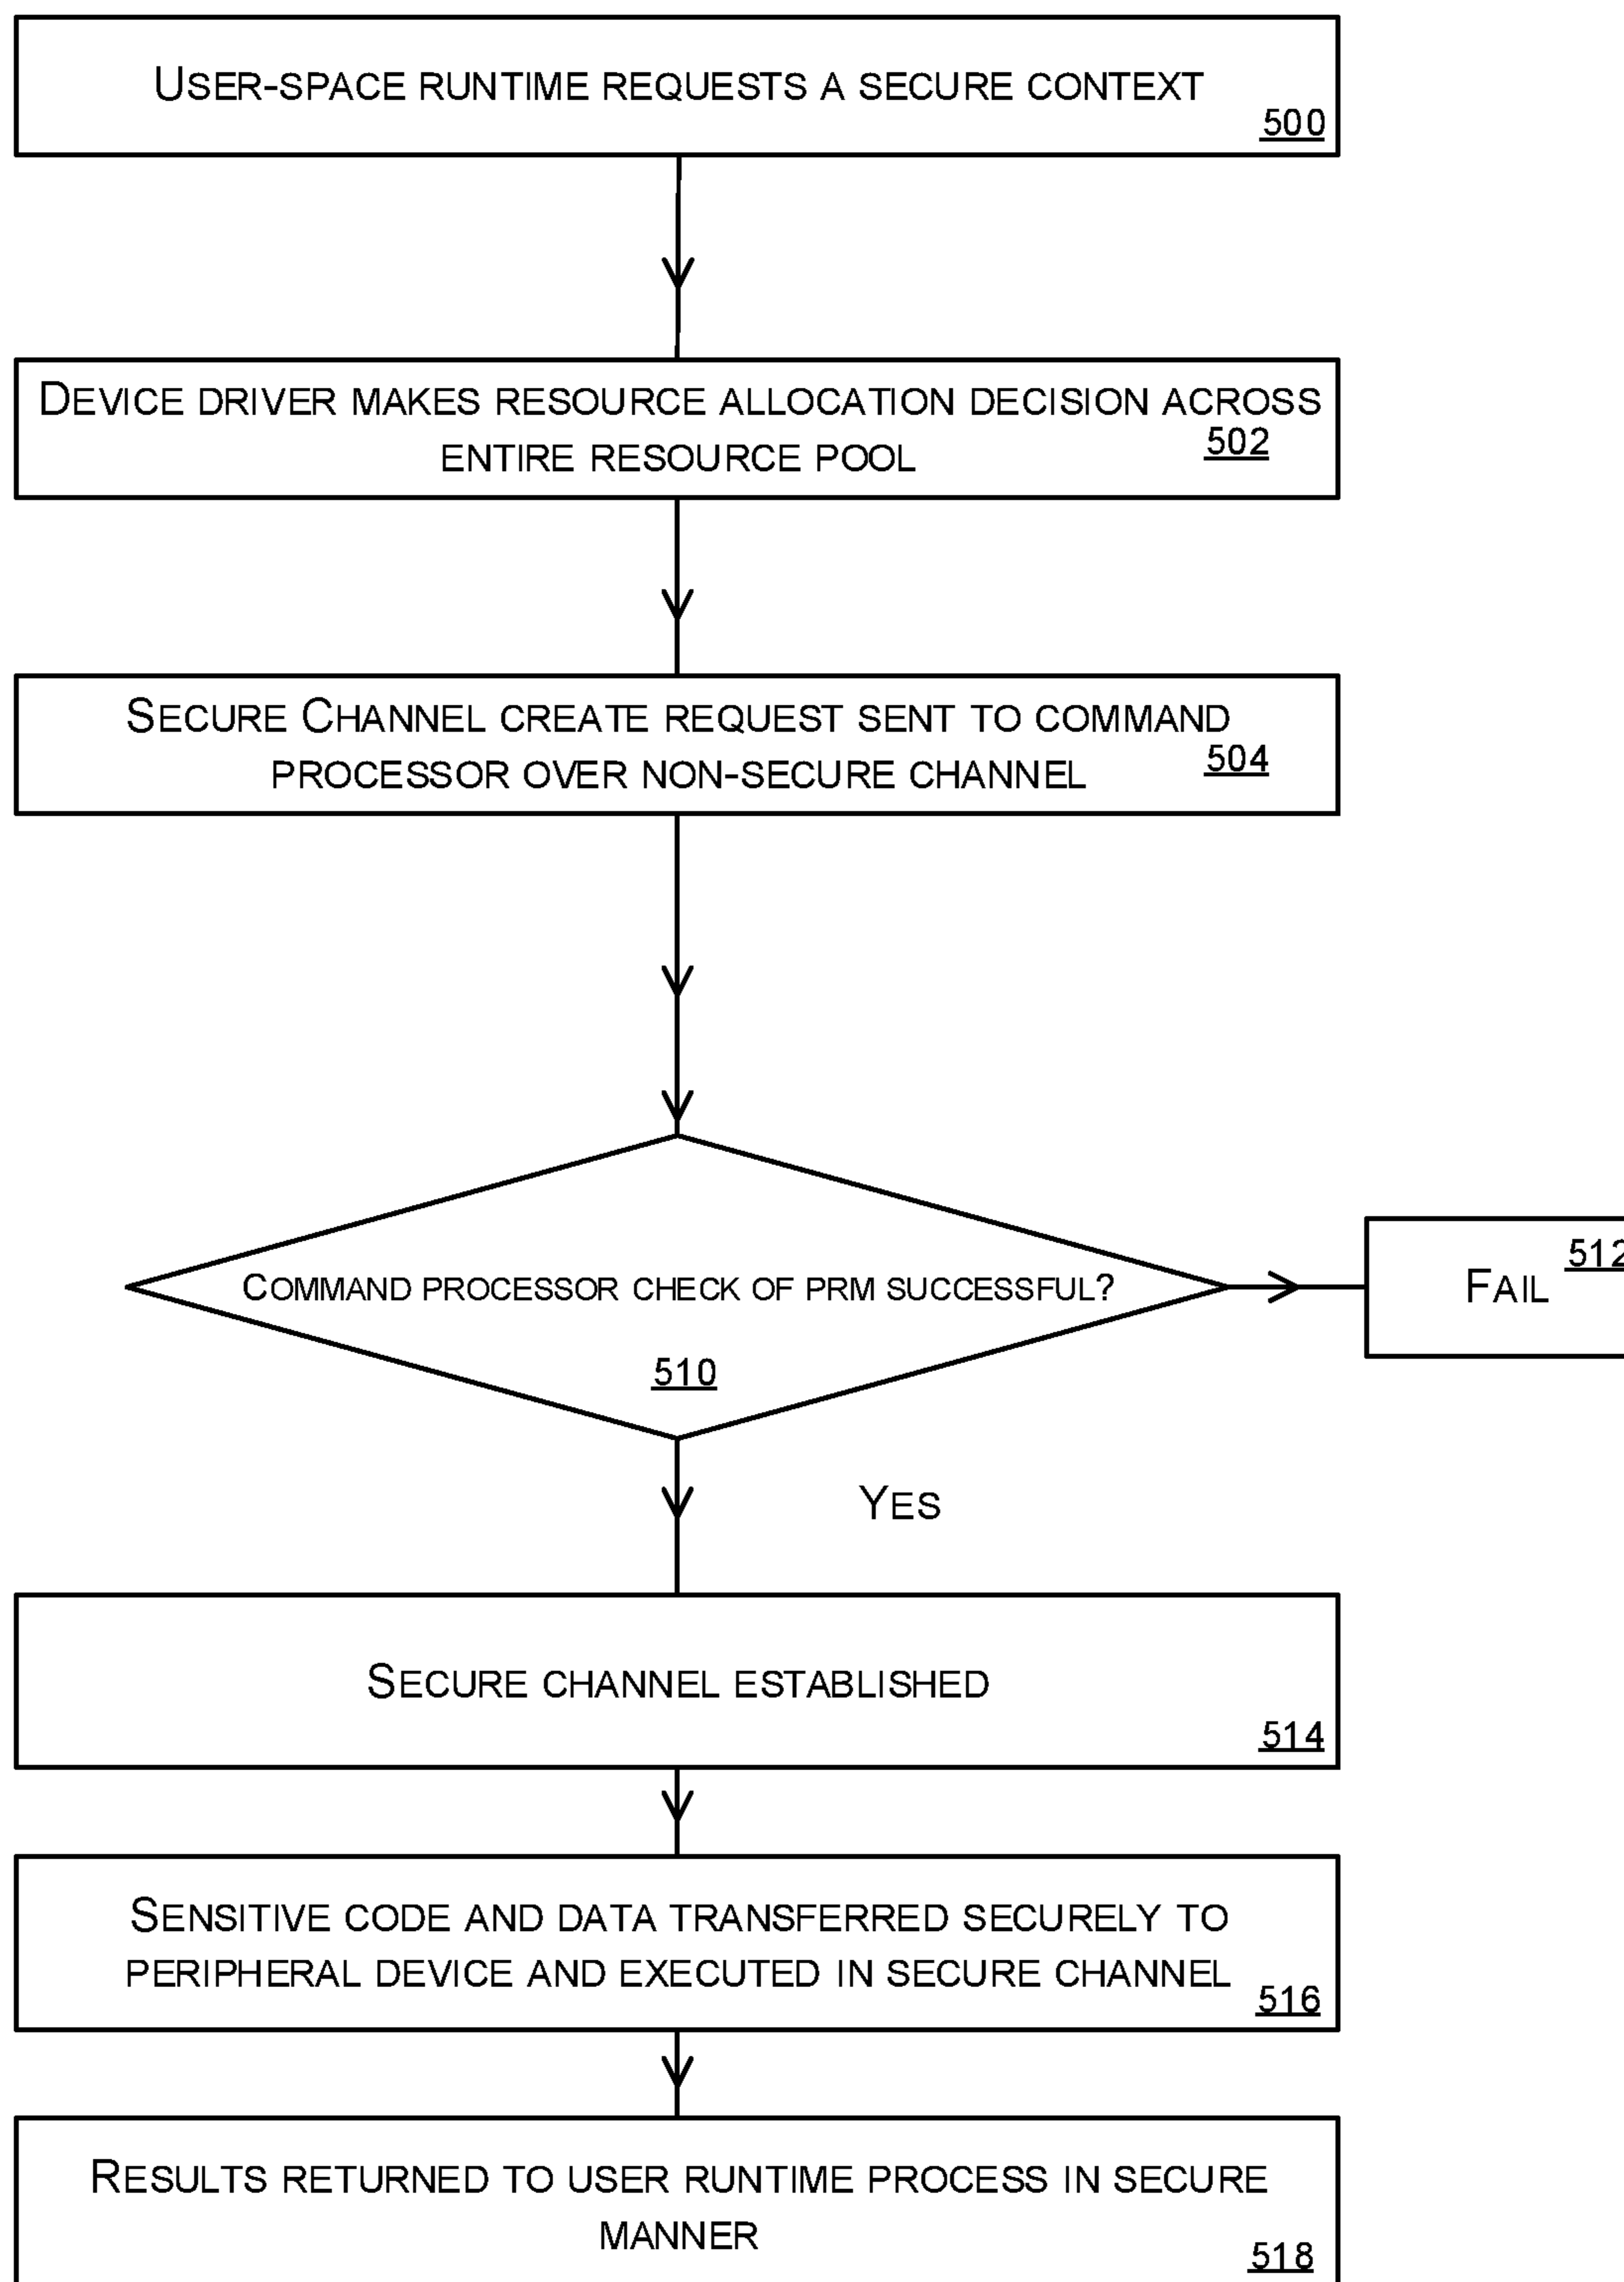 USER-SPACE RUNTIME REQUESTS A SECURE CONTEXT
500
DEVICE DRIVER MAKES RESOURCE ALLOCATION DECISION ACROSS
ENTIRE RESOURCE POOL
502
SECURE CHANNEL CREATE REQUEST SENT TO COMMAND
PROCESSOR OVER NON-SECURE CHANNEL
504
COMMAND PROCESSOR CHECK OF PRM SUCCESSFUL?
510
FAIL
512
YES
SECURE CHANNEL ESTABLISHED
514
SENSITIVE CODE AND DATA TRANSFERRED SECURELY TO
PERIPHERAL DEVICE AND EXECUTED IN SECURE CHANNEL
516
RESULTS RETURNED TO USER RUNTIME PROCESS IN SECURE
MANNER
518